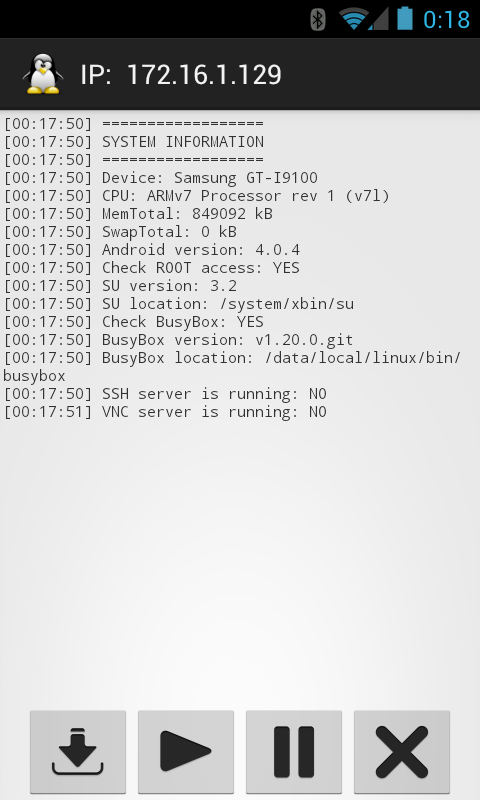 0:18
IP: 172.16.1.129
[00:17:50] ==================
[00:17:50] SYSTEM INFORMATION
[00:17:50] ==================
[00:17:50] Device: Samsung GT-I9100
[00:17:50] CPU: ARMv7 Processor rev 1 (v7l)
[00:17:50] MemTotal: 849092 kB
[00:17:50] SwapTotal: 0 kB
[00:17:50] Android version: 4.0.4
[00:17:50] Check ROOT access: YES
[00:17:50] SU version: 3.2
[00:17:50] SU location: /system/xbin/su
[00:17:50] Check BusyBox: YES
[00:17:50] BusyBox version: v1.20.0.git
[00:17:50] BusyBox location: /data/local/linux/bin/
busybox
[00:17:50] SSH server is running: NO
[00:17:51] VNC server is running: NO